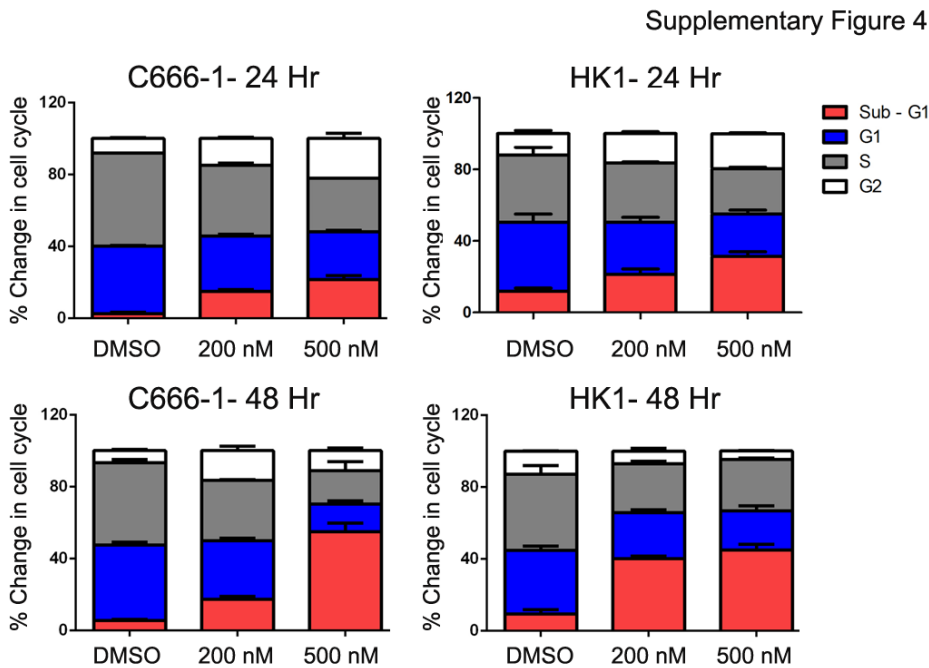 Supplementary Figure 4
C666-1- 24 Hr
% Change in cell cycle
120
80
40
0
DMSO 200 nM 500 nM
HK1- 24 Hr
% Change in cell cycle
120
80
40
0
DMSO 200 nM 500 nM
Sub - G1
G1
S
G2
C666-1- 48 Hr
% Change in cell cycle
120
80
40
0
DMSO 200 nM 500 nM
HK1- 48 Hr
% Change in cell cycle
120
80
40
0
DMSO 200 nM 500 nM